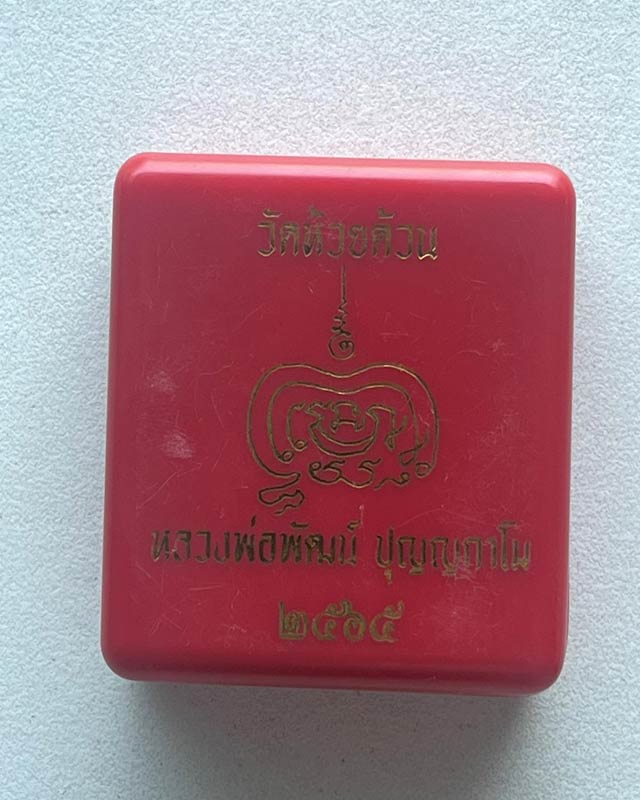 วัดห้วยด้วน
หลวงพ่อพัฒน์ ปุญญกาโม
๒๕๖๕